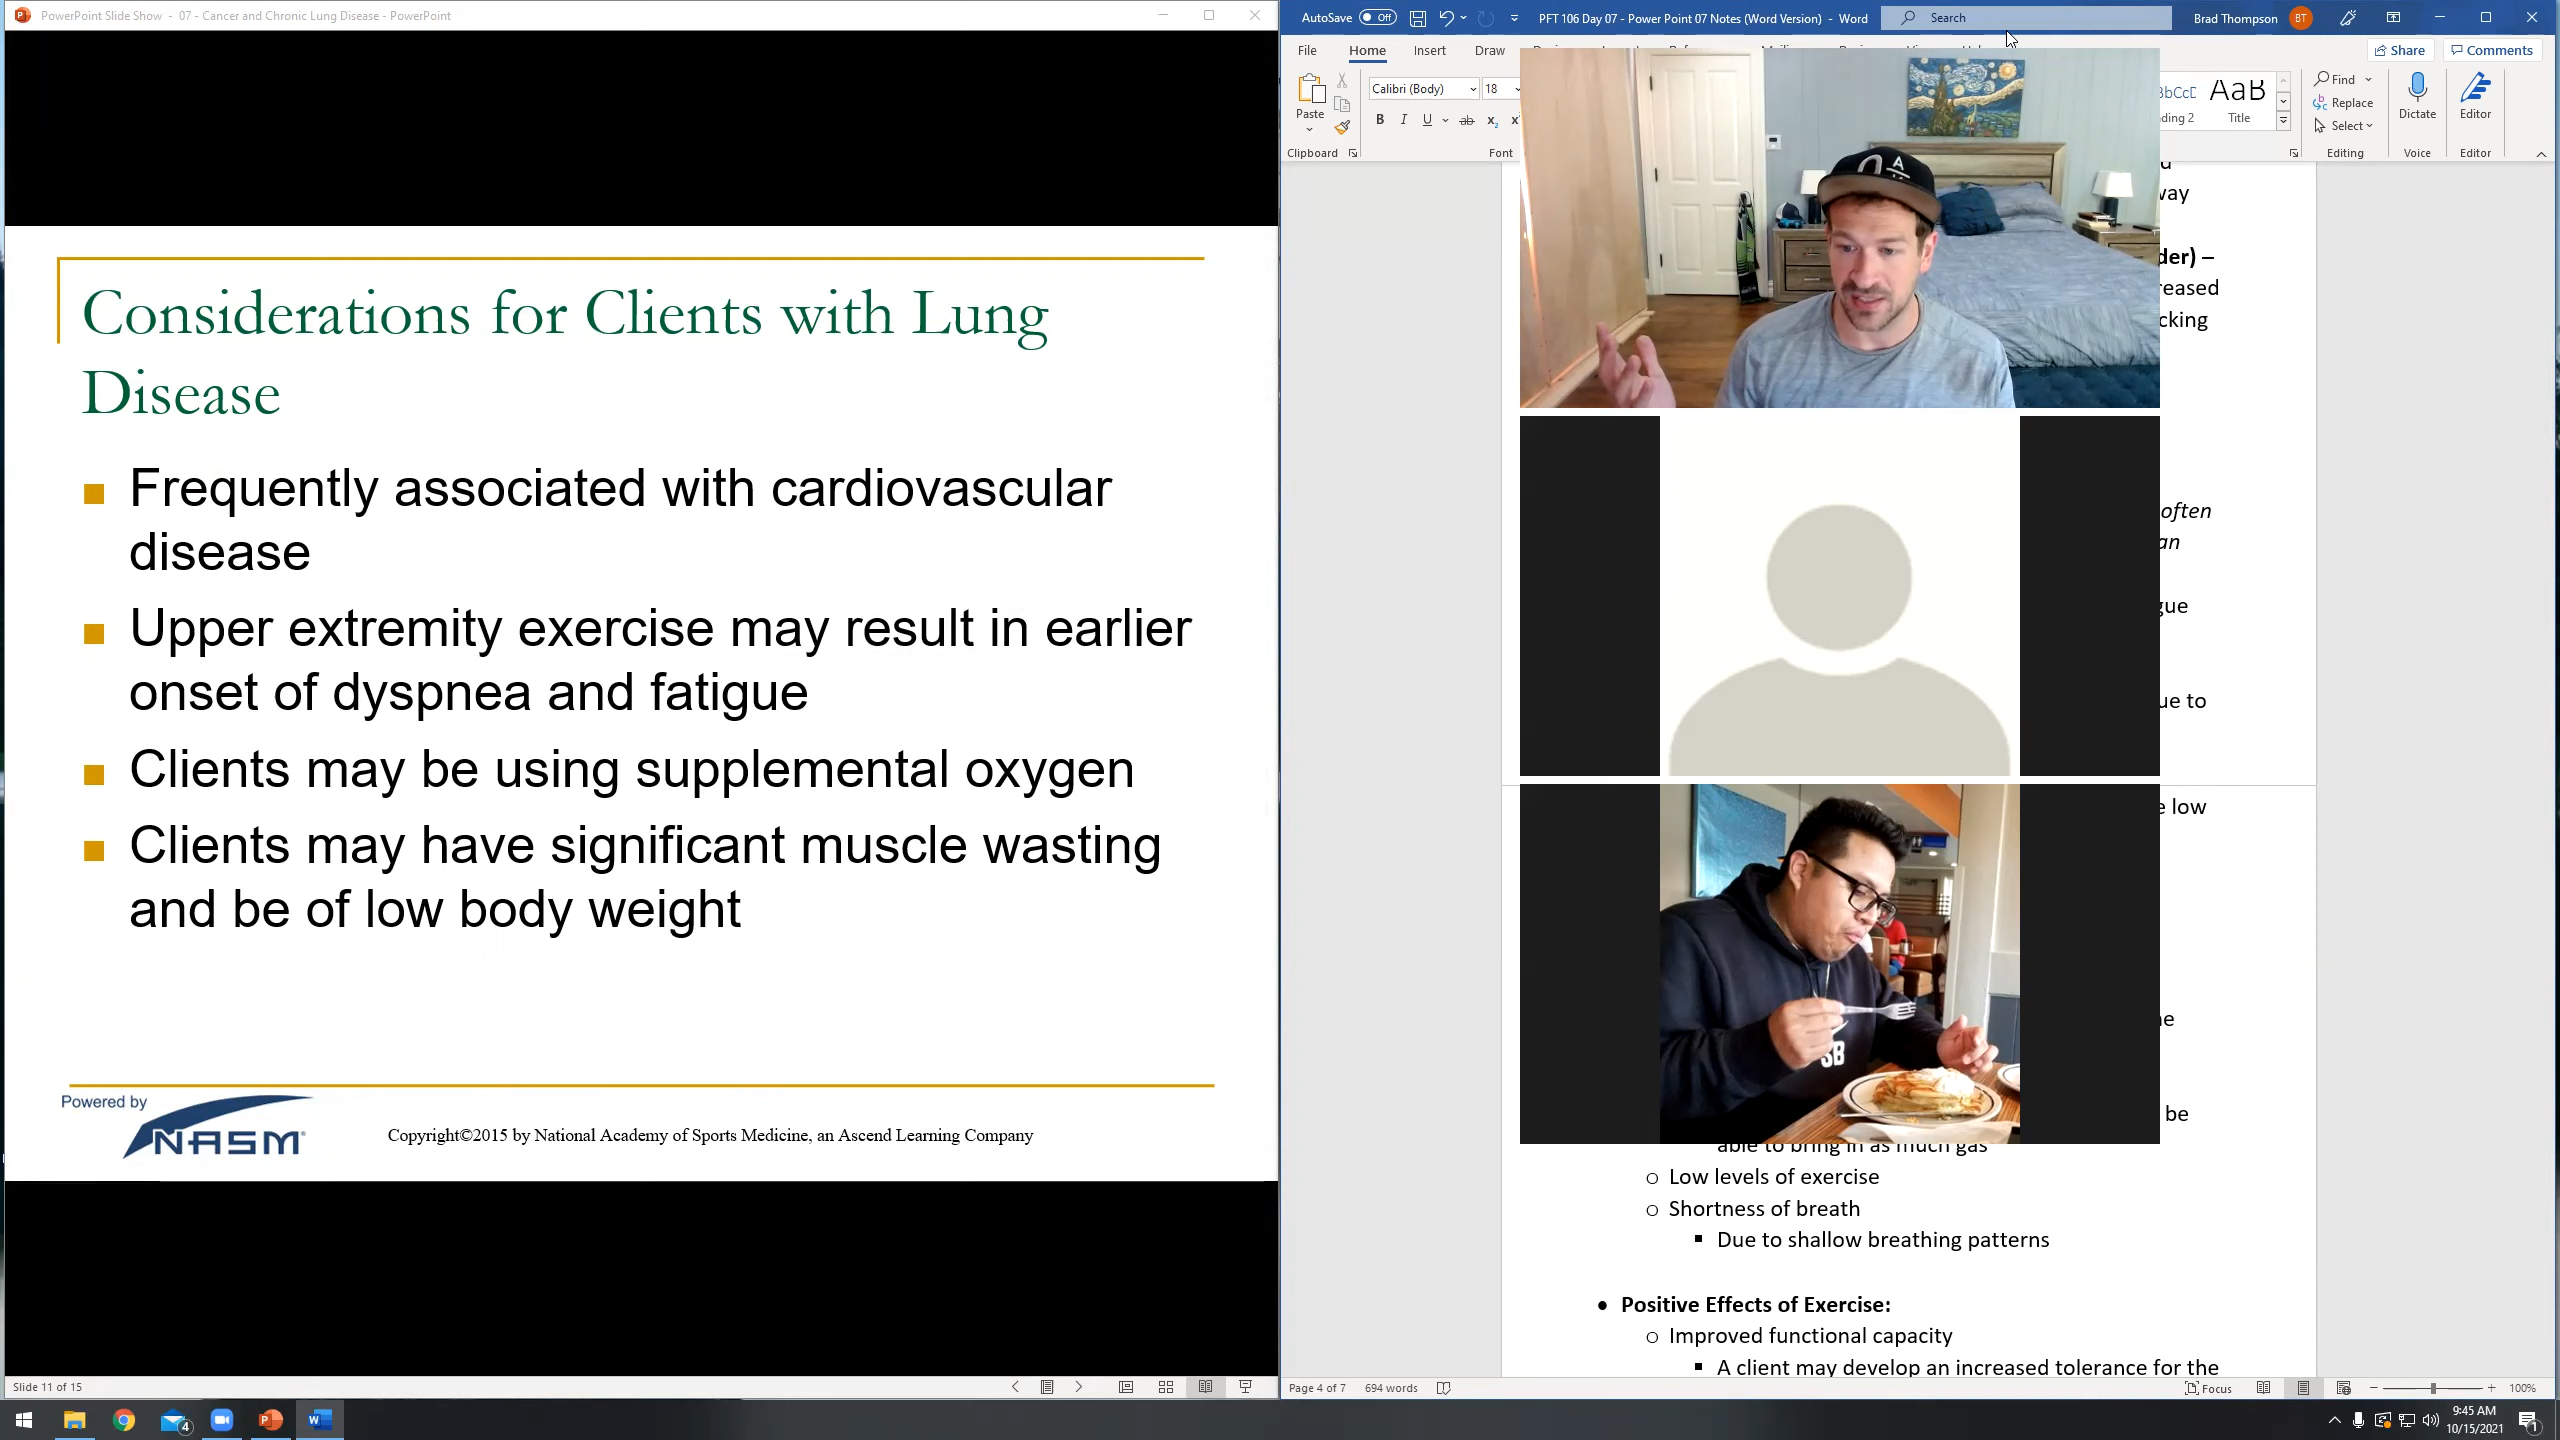 PowerPoint Slide Show - 07 - Cancer and Chronic Lung Disease - PowerPoint
Considerations for Clients with Lung
Disease
Frequently associated with cardiovascular
disease
Upper extremity exercise may result in earlier
onset of dyspnea and fatigue
Clients may be using supplemental oxygen
Clients may have significant muscle wasting
and be of low body weight
Powered by
NASM
Copyright©2015 by National Academy of Sports Medicine, an Ascend Learning Company
Slide 11 of 15
AutoSave Off
PFT 106 Day 07 - Power Point 07 Notes (Word Version) - Word
Search
Brad Thompson BT
File Home Insert Draw
Share Comments
Paste
Clipboard
Calibri (Body) 18
B I U ab x₂
Font
AaB
Title
Find
Replace
Select
Editing
Dictate
Voice
Editor
Editor
der) –
often
an
ue to
low
SB
be
able to bring in as much gas
o Low levels of exercise
o Shortness of breath
▪ Due to shallow breathing patterns
• Positive Effects of Exercise:
o Improved functional capacity
▪ A client may develop an increased tolerance for the
Page 4 of 7 694 words
Focus
100%
4
9:45 AM
10/15/2021
1